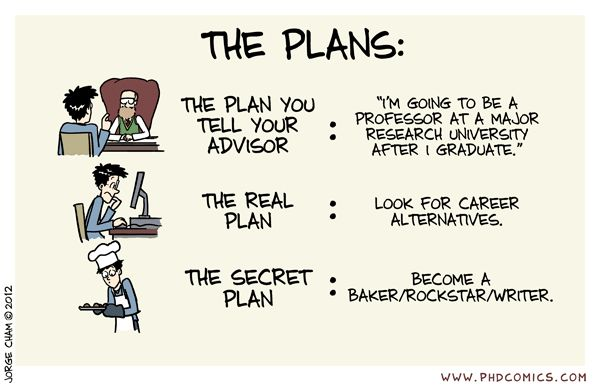 THE PLANS:
THE PLAN YOU
TELL YOUR
ADVISOR
:
"I'M GOING TO BE A
PROFESSOR AT A MAJOR
RESEARCH UNIVERSITY
AFTER I GRADUATE."
THE REAL
PLAN
:
LOOK FOR CAREER
ALTERNATIVES.
THE SECRET
PLAN
:
BECOME A
BAKER/ROCKSTAR/WRITER.
JORGE CHAM © 2012
WWW.PHDCOMICS.COM